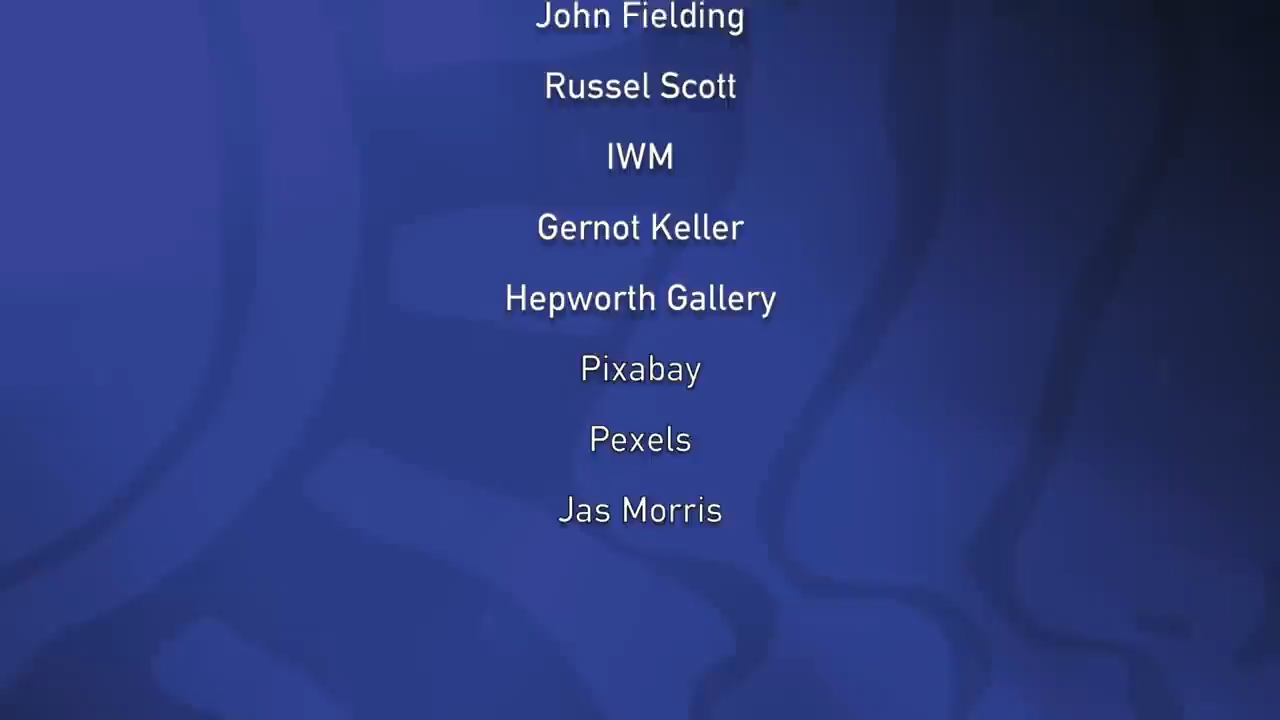 John Fielding
Russel Scott
IWM
Gernot Keller
Hepworth Gallery
Pixabay
Pexels
Jas Morris